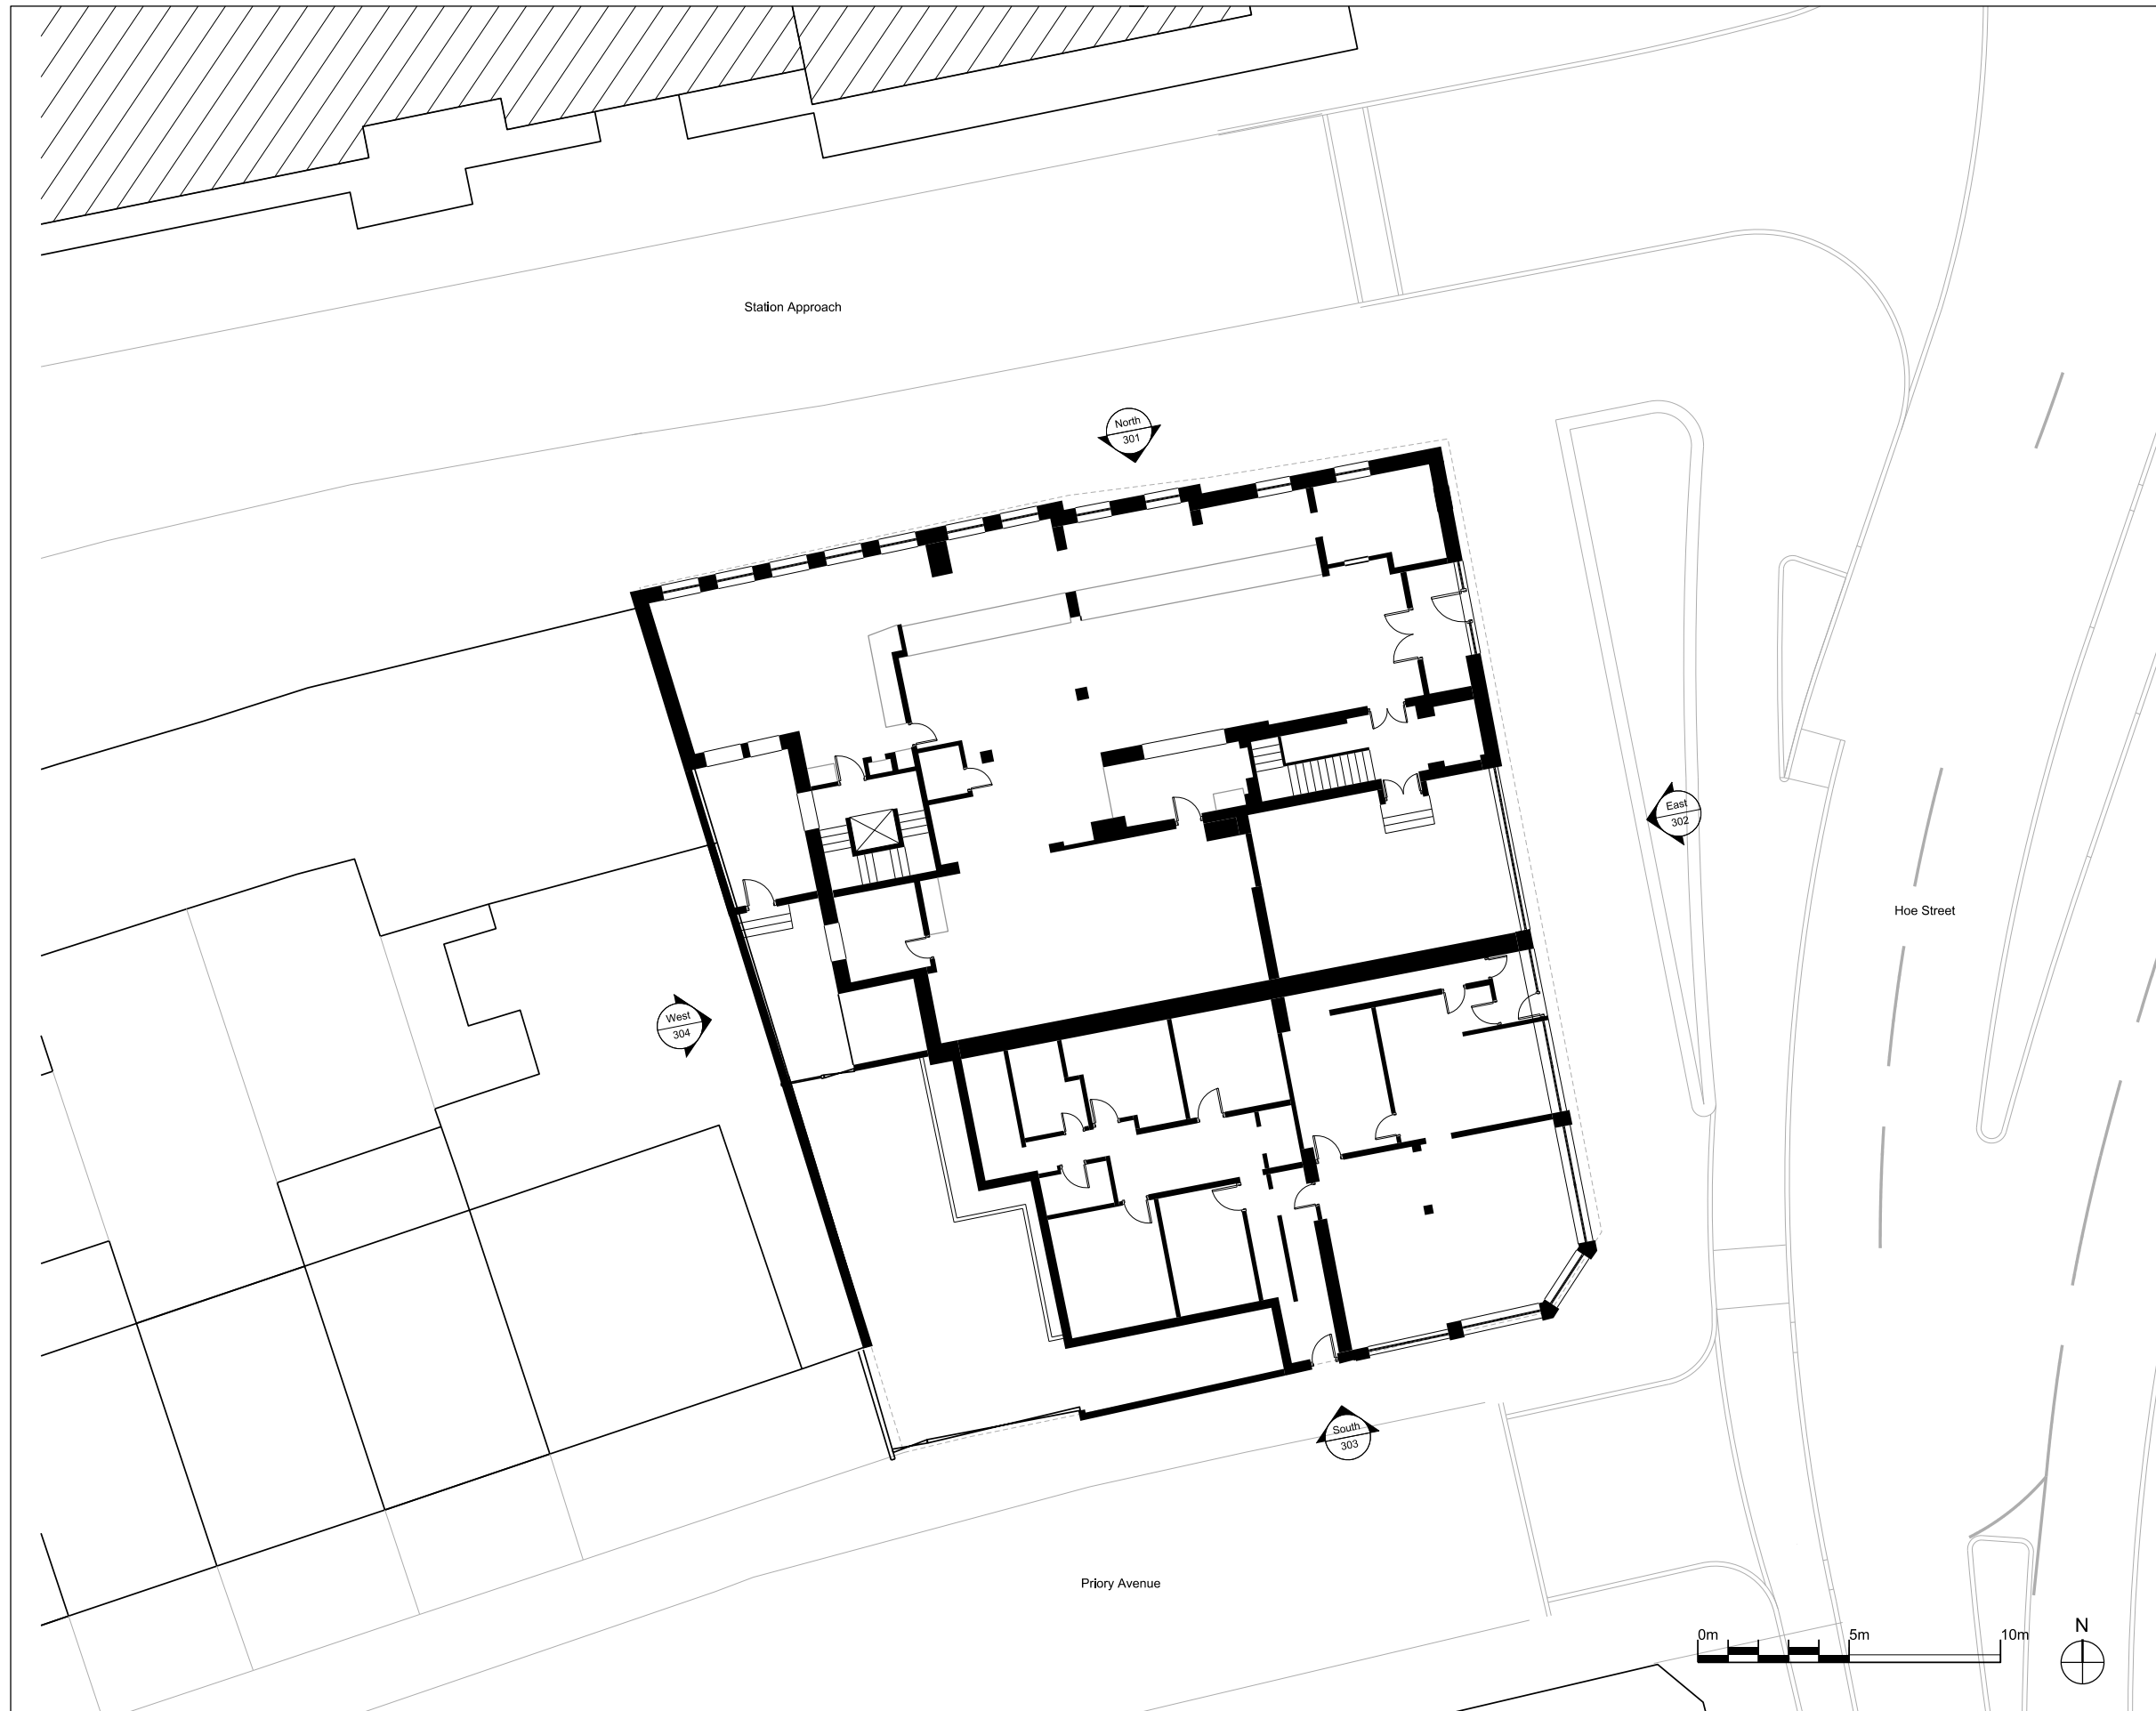 Station Approach
North
301
East
302
Hoe Street
West
304
South
303
Priory Avenue
0m 5m 10m
N